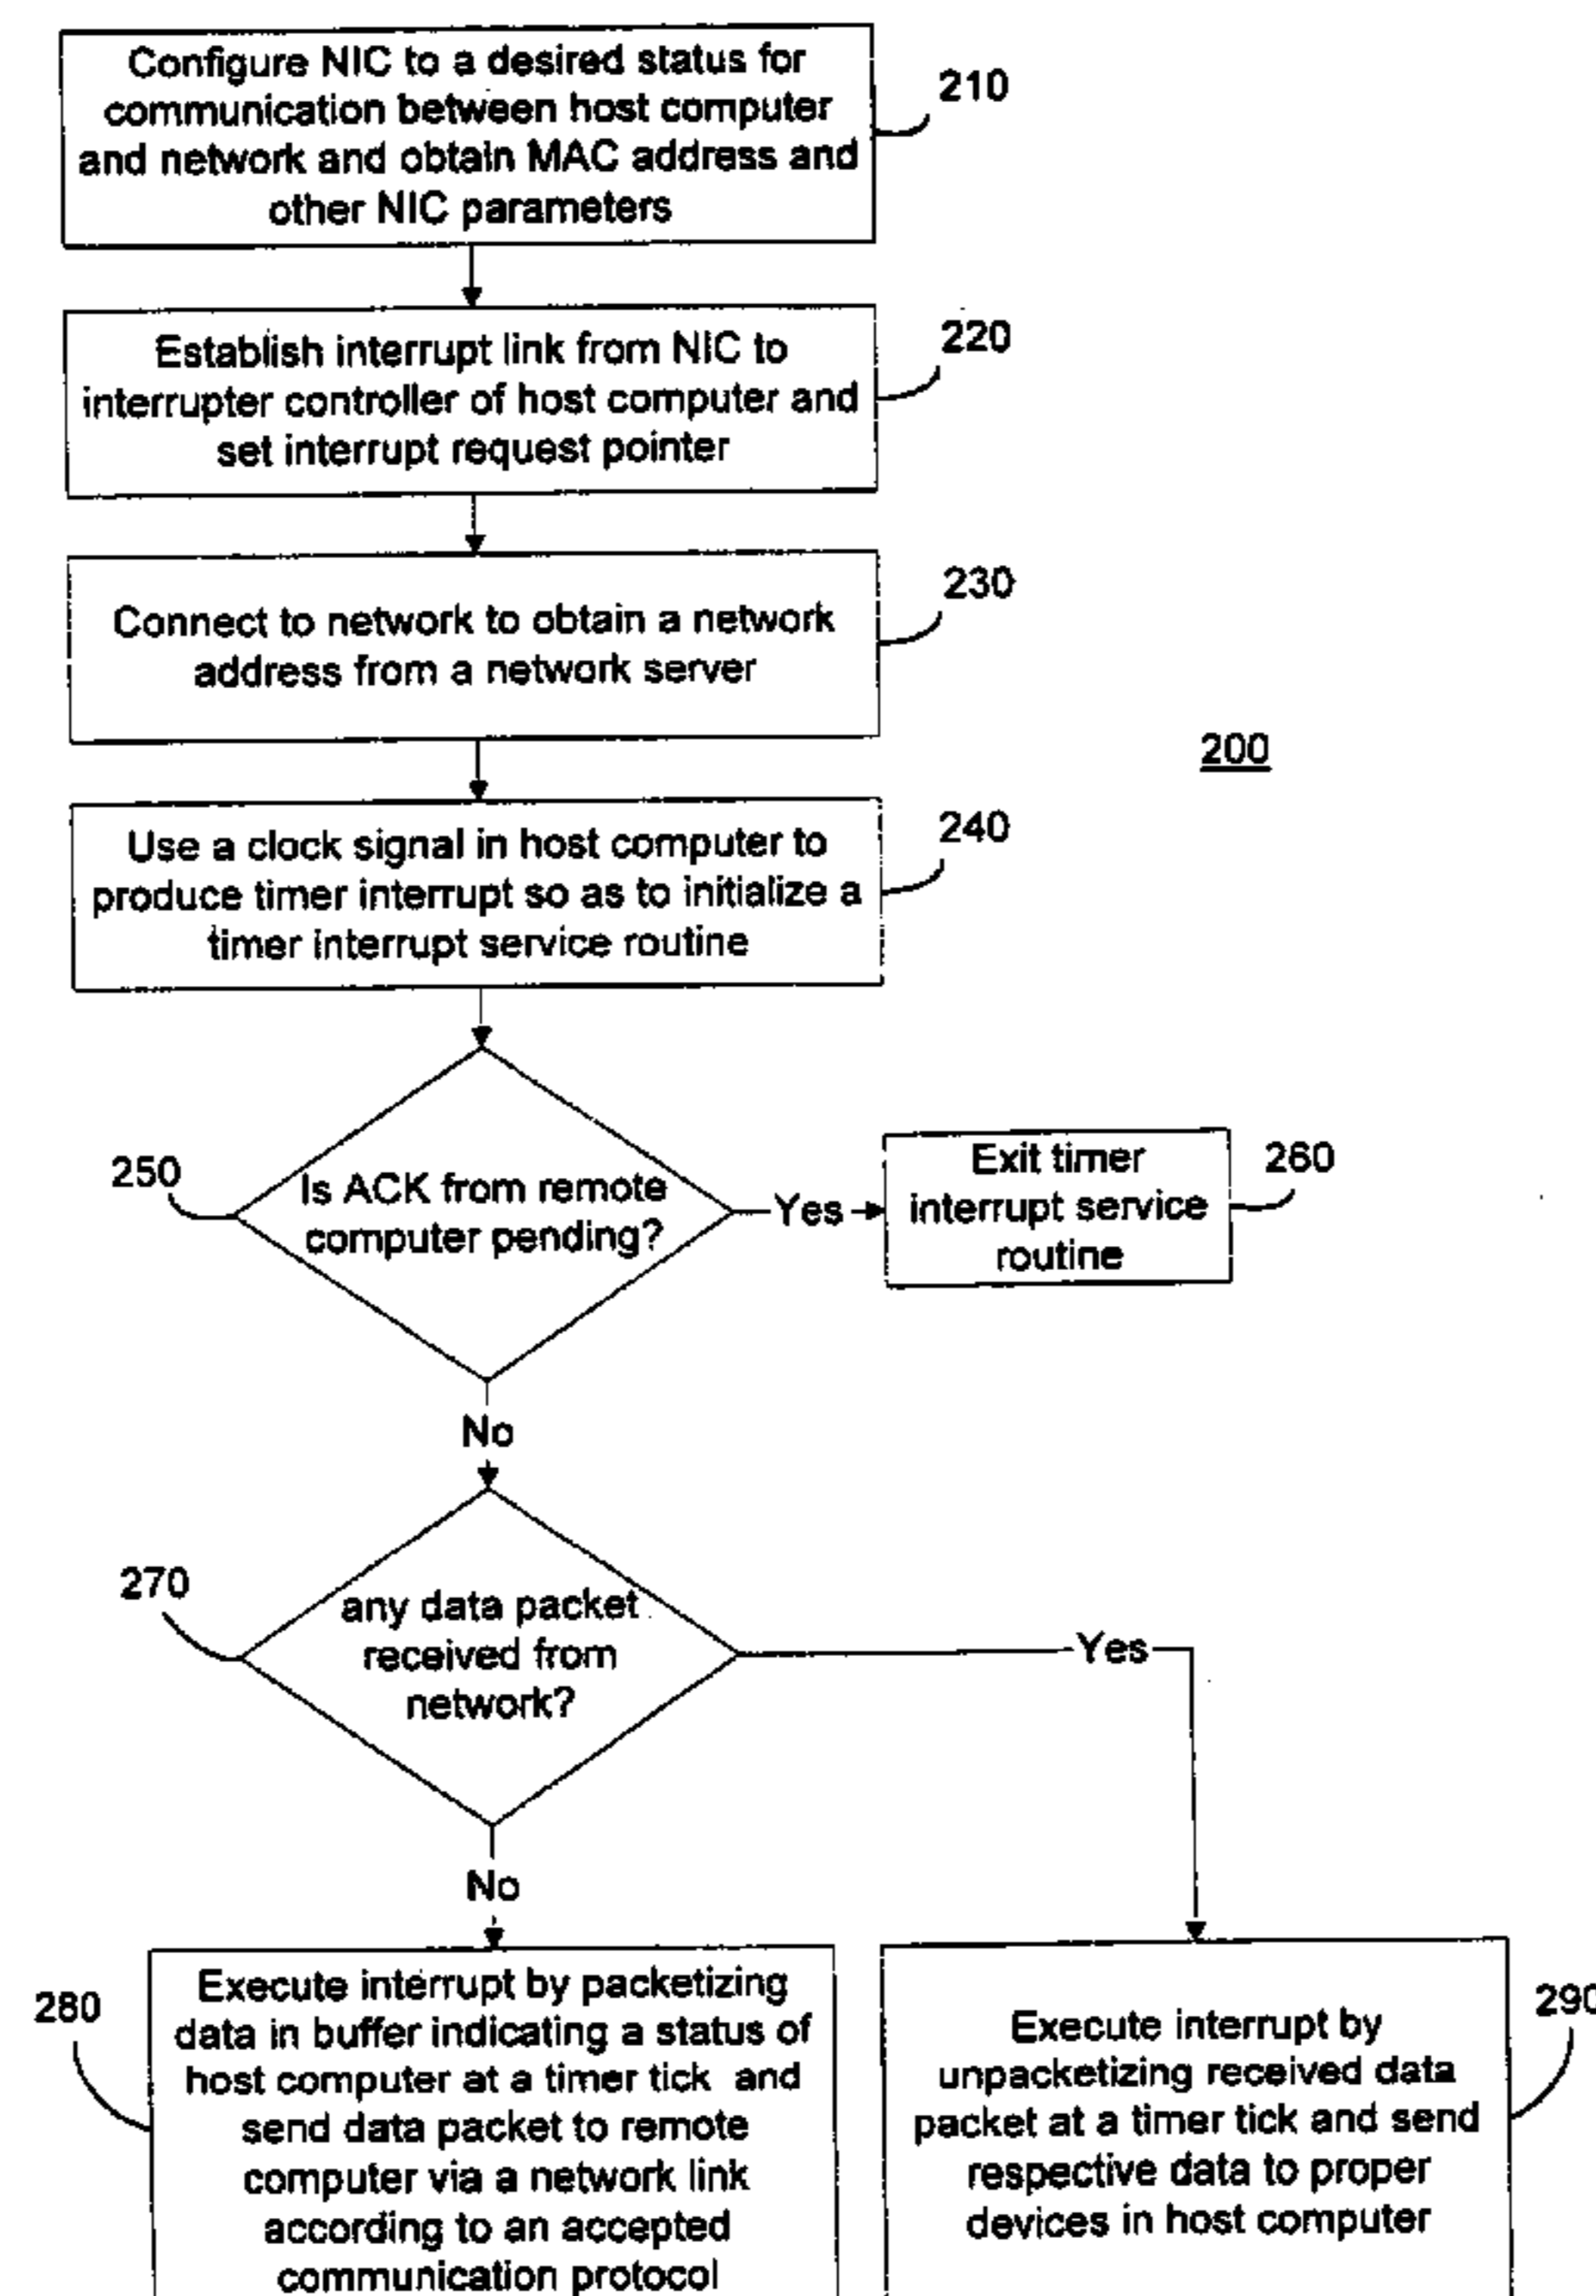 Configure NIC to a desired status for
communication between host computer
and network and obtain MAC address and
other NIC parameters
210
Establish interrupt link from NIC to
interrupter controller of host computer and
set interrupt request pointer
220
Connect to network to obtain a network
address from a network server
230
200
Use a clock signal in host computer to
produce timer interrupt so as to initialize a
timer interrupt service routine
240
250
Is ACK from remote
computer pending?
Yes
Exit timer
interrupt service
routine
260
No
270
any data packet
received from
network?
Yes
No
280
Execute interrupt by packetizing
data in buffer indicating a status of
host computer at a timer tick and
send data packet to remote
computer via a network link
according to an accepted
communication protocol
Execute interrupt by
unpacketizing received data
packet at a timer tick and send
respective data to proper
devices in host computer
290